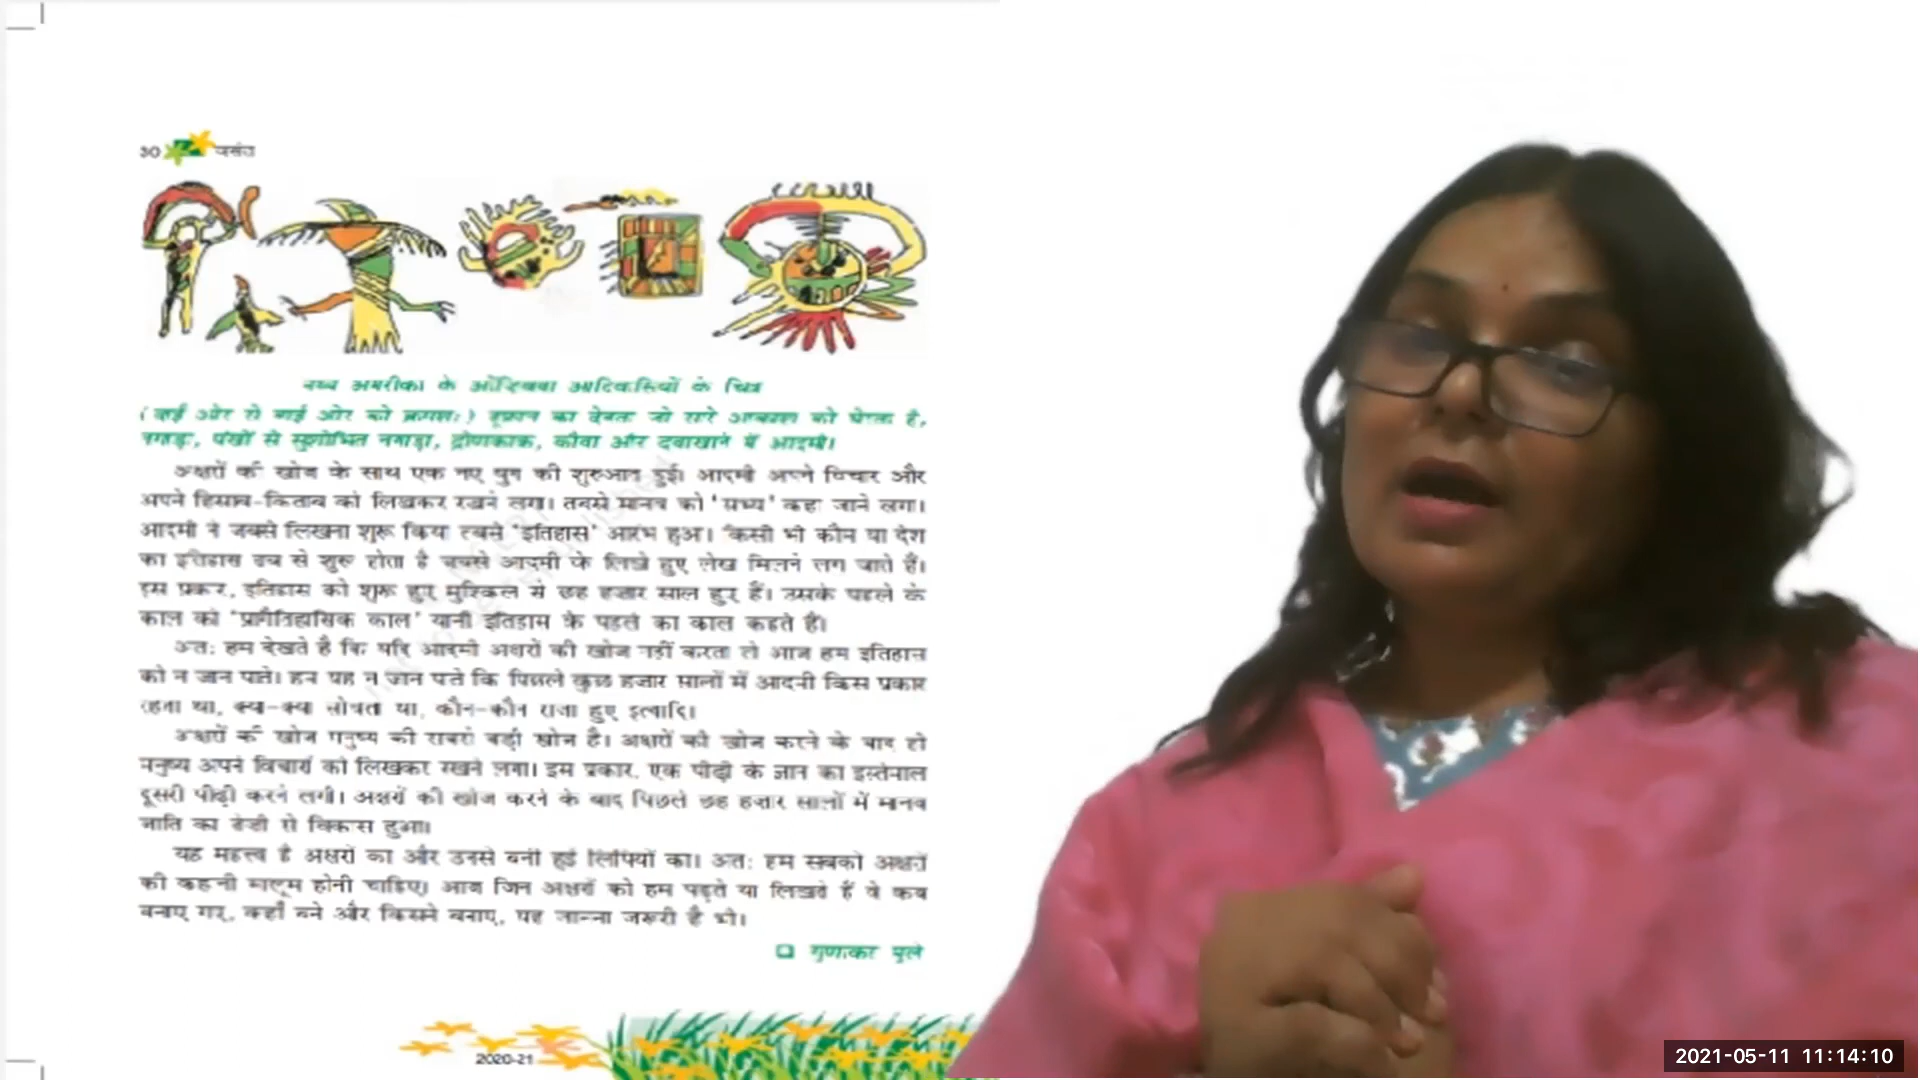 30 वसंत
मध्य अमरीका के आदिवासियों के चित्र
(दाईं ओर से बाईं ओर को क्रमशः) तूफ़ान का देवता जो सारे आकाश को घेरता है,
नगाड़ा, पंखों से सुशोभित नगाड़ा, द्रोणकाक, कौवा और दवाखाने में आदमी।
अक्षरों की खोज के साथ एक नए युग की शुरुआत हुई। आदमी अपने विचार और
अपने हिसाब-किताब को लिखकर रखने लगा। तबसे मानव को 'सभ्य' कहा जाने लगा।
आदमी ने जबसे लिखना शुरू किया तबसे 'इतिहास' आरंभ हुआ। किसी भी कौम या देश
का इतिहास तब से शुरू होता है जबसे आदमी के लिखे हुए लेख मिलने लग जाते हैं।
इस प्रकार, इतिहास को शुरू हुए मुश्किल से छह हज़ार साल हुए हैं। उसके पहले के
काल को 'प्रागैतिहासिक काल' यानी इतिहास के पहले का काल कहते हैं।
अतः हम देखते हैं कि यदि आदमी अक्षरों की खोज नहीं करता तो आज हम इतिहास
को न जान पाते। हम यह न जान पाते कि पिछले कुछ हज़ार सालों में आदमी किस प्रकार
रहता था, क्या-क्या सोचता था, कौन-कौन राजा हुए इत्यादि।
अक्षरों की खोज मनुष्य की सबसे बड़ी खोज है। अक्षरों की खोज करने के बाद ही
मनुष्य अपने विचारों को लिखकर रखने लगा। इस प्रकार, एक पीढ़ी के ज्ञान का इस्तेमाल
दूसरी पीढ़ी करने लगी। अक्षरों की खोज करने के बाद पिछले छह हज़ार सालों में मानव
जाति का तेज़ी से विकास हुआ।
यह महत्त्व है अक्षरों का और उनसे बनी हुई लिपियों का। अतः हम सबको अक्षरों
की कहानी मालूम होनी चाहिए। आज जिन अक्षरों को हम पढ़ते या लिखते हैं वे कब
बनाए गए, कहाँ बने और किसने बनाए, यह जानना जरूरी है भी।
गुणाकर मुले
2020-21
2021-05-11 11:14:10